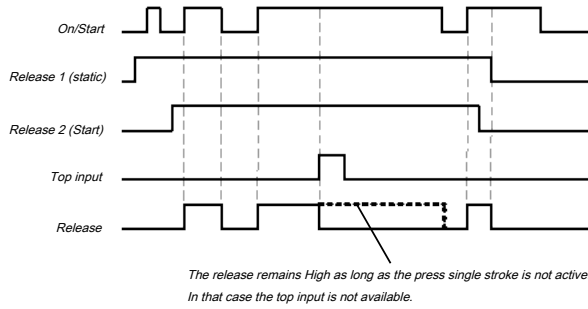 On/Start
Release 1 (static)
Release 2 (Start)
Top input
Release
The release remains High as long as the press single stroke is not active
In that case the top input is not available.